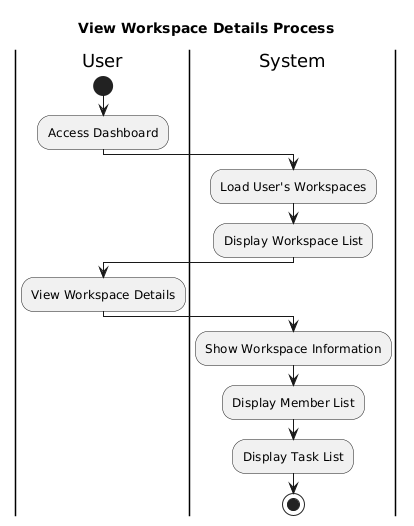 View Workspace Details Process
User
System
Access Dashboard
Load User's Workspaces
Display Workspace List
View Workspace Details
Show Workspace Information
Display Member List
Display Task List